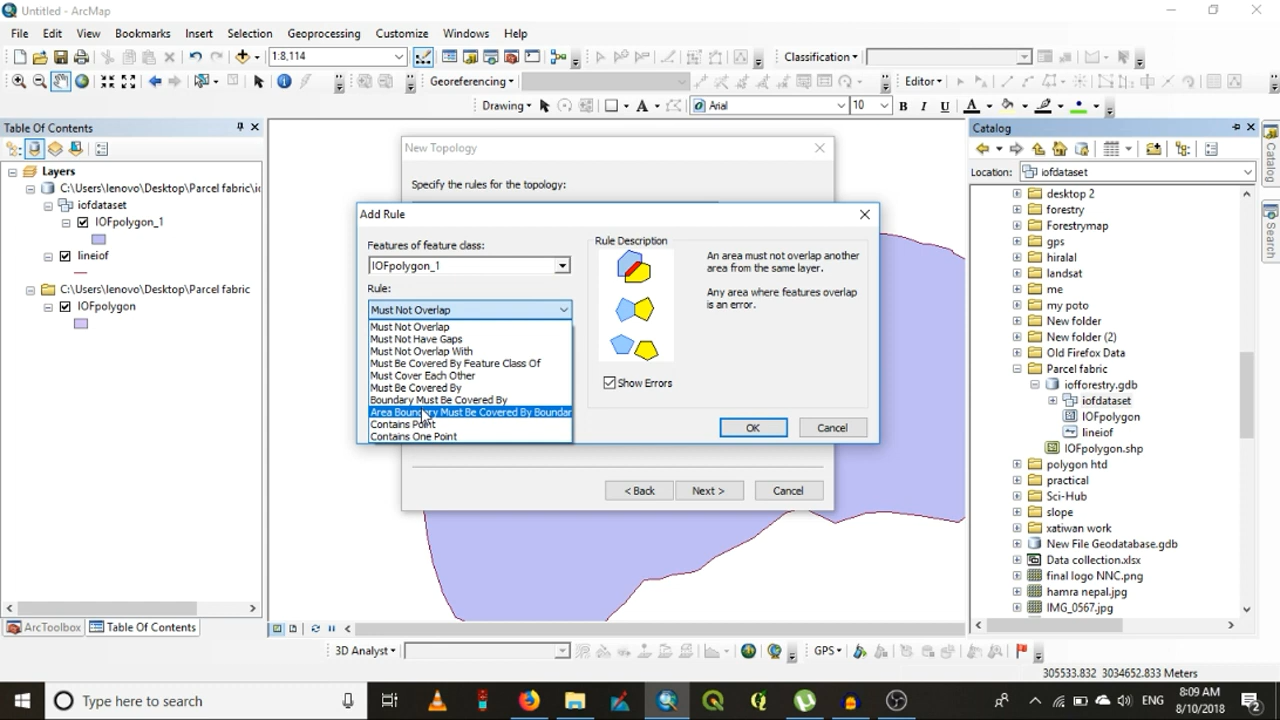 Untitled - ArcMap
File Edit View Bookmarks Insert Selection Geoprocessing Customize Windows Help
1:8,114
Classification
Georeferencing
Editor
Drawing
Arial
10
B I U A
Table Of Contents
Layers
C:\Users\lenovo\Desktop\Parcel fabric\i
iofdataset
IOFpolygon_1
lineiof
C:\Users\lenovo\Desktop\Parcel fabric
IOFpolygon
ArcToolbox
Table Of Contents
New Topology
Specify the rules for the topology:
Add Rule
Features of feature class:
IOFpolygon_1
Rule:
Must Not Overlap
Must Not Overlap
Must Not Have Gaps
Must Not Overlap With
Must Be Covered By Feature Class Of
Must Cover Each Other
Must Be Covered By
Boundary Must Be Covered By
Area Boundary Must Be Covered By Boundar
Contains Point
Contains One Point
Rule Description
An area must not overlap another
area from the same layer.
Any area where features overlap
is an error.
Show Errors
OK
Cancel
< Back
Next >
Cancel
Catalog
Location:
iofdataset
desktop 2
forestry
Forestrymap
gps
hiralal
landsat
me
my poto
New folder
New folder (2)
Old Firefox Data
Parcel fabric
iofforestry.gdb
iofdataset
IOFpolygon
lineiof
IOFpolygon.shp
polygon htd
practical
Sci-Hub
slope
xatiwan work
New File Geodatabase.gdb
Data collection.xlsx
final logo NNC.png
hamra nepal.jpg
IMG_0567.jpg
Catalog
Search
3D Analyst
GPS
305533.832 3034652.833 Meters
Type here to search
ENG
8:09 AM
8/10/2018
2